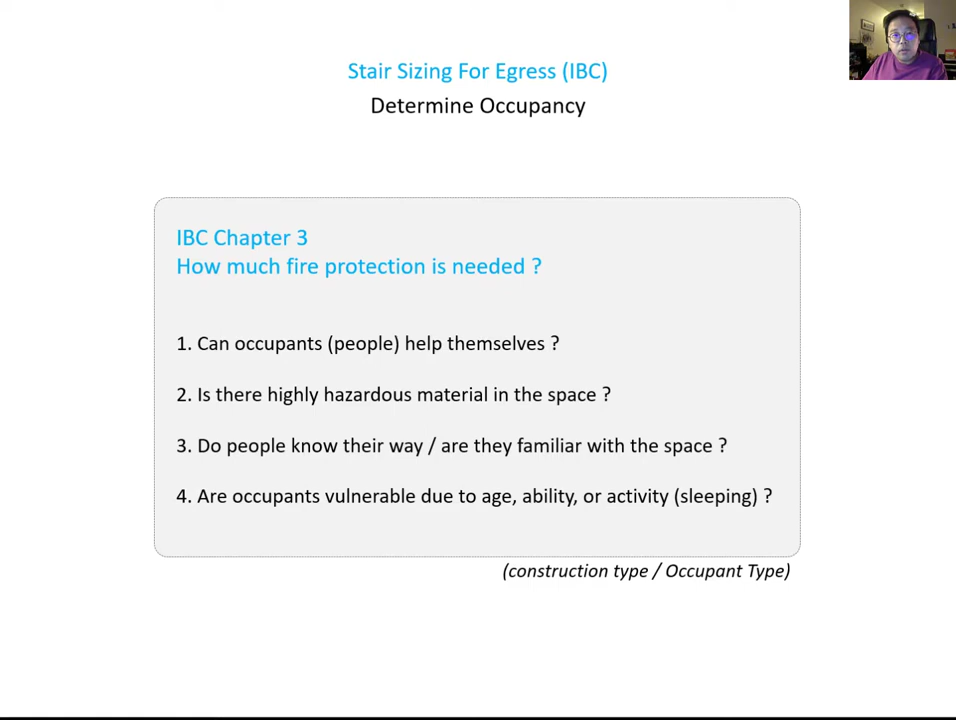 Stair Sizing For Egress (IBC)
Determine Occupancy
IBC Chapter 3
How much fire protection is needed ?
1. Can occupants (people) help themselves ?
2. Is there highly hazardous material in the space ?
3. Do people know their way / are they familiar with the space ?
4. Are occupants vulnerable due to age, ability, or activity (sleeping) ?
(construction type / Occupant Type)